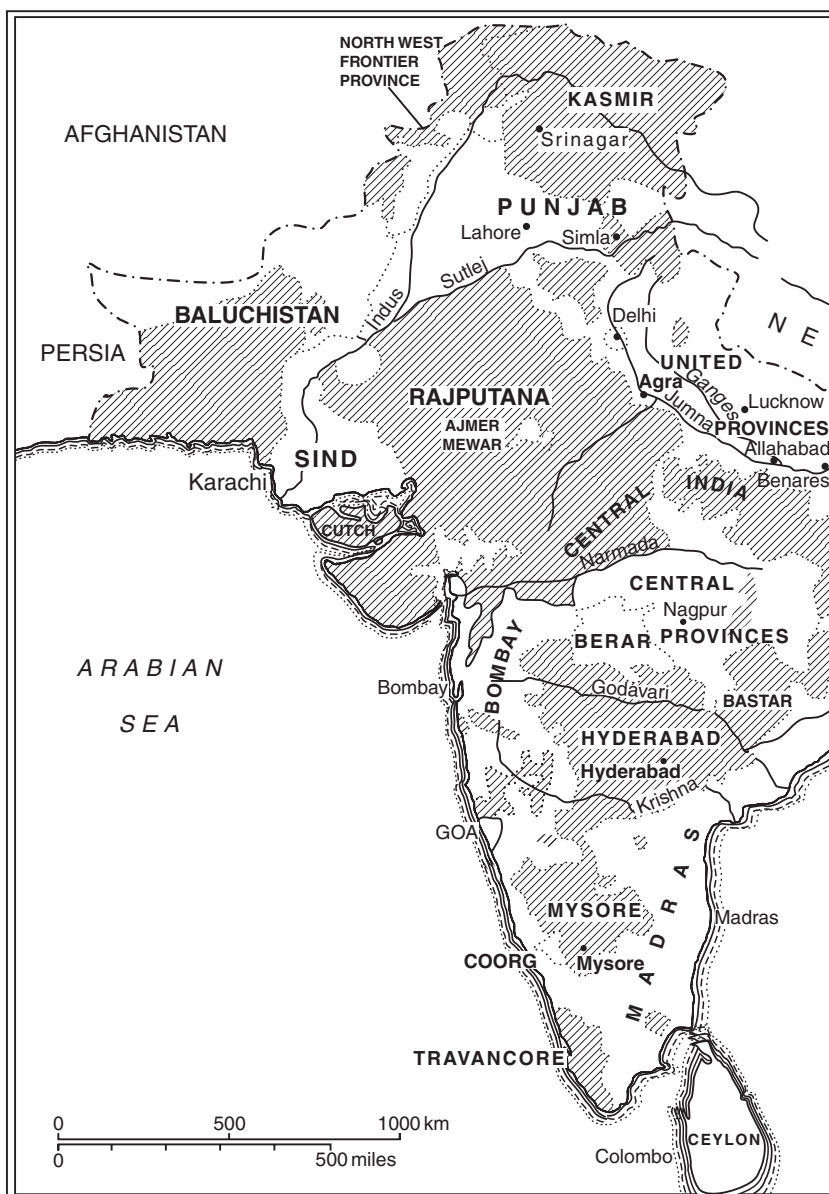 NORTH WEST
FRONTIER
PROVINCE
AFGHANISTAN
KASMIR
Srinagar
PUNJAB
Lahore
Simla
Sutlej
Indus
BALUCHISTAN
PERSIA
Delhi
NE
UNITED
Ganges
Agra
Jumna
Lucknow
PROVINCES
Allahabad
Benares
RAJPUTANA
AJMER
MEWAR
SIND
Karachi
CUTCH
CENTRAL
INDIA
Narmada
CENTRAL
Nagpur
BERAR
PROVINCES
ARABIAN
SEA
Bombay
BOMBAY
Godavari
BASTAR
HYDERABAD
Hyderabad
Krishna
GOA
MADRAS
MYSORE
Madras
COORG
Mysore
TRAVANCORE
0 500 1000 km
0 500 miles
Colombo
CEYLON